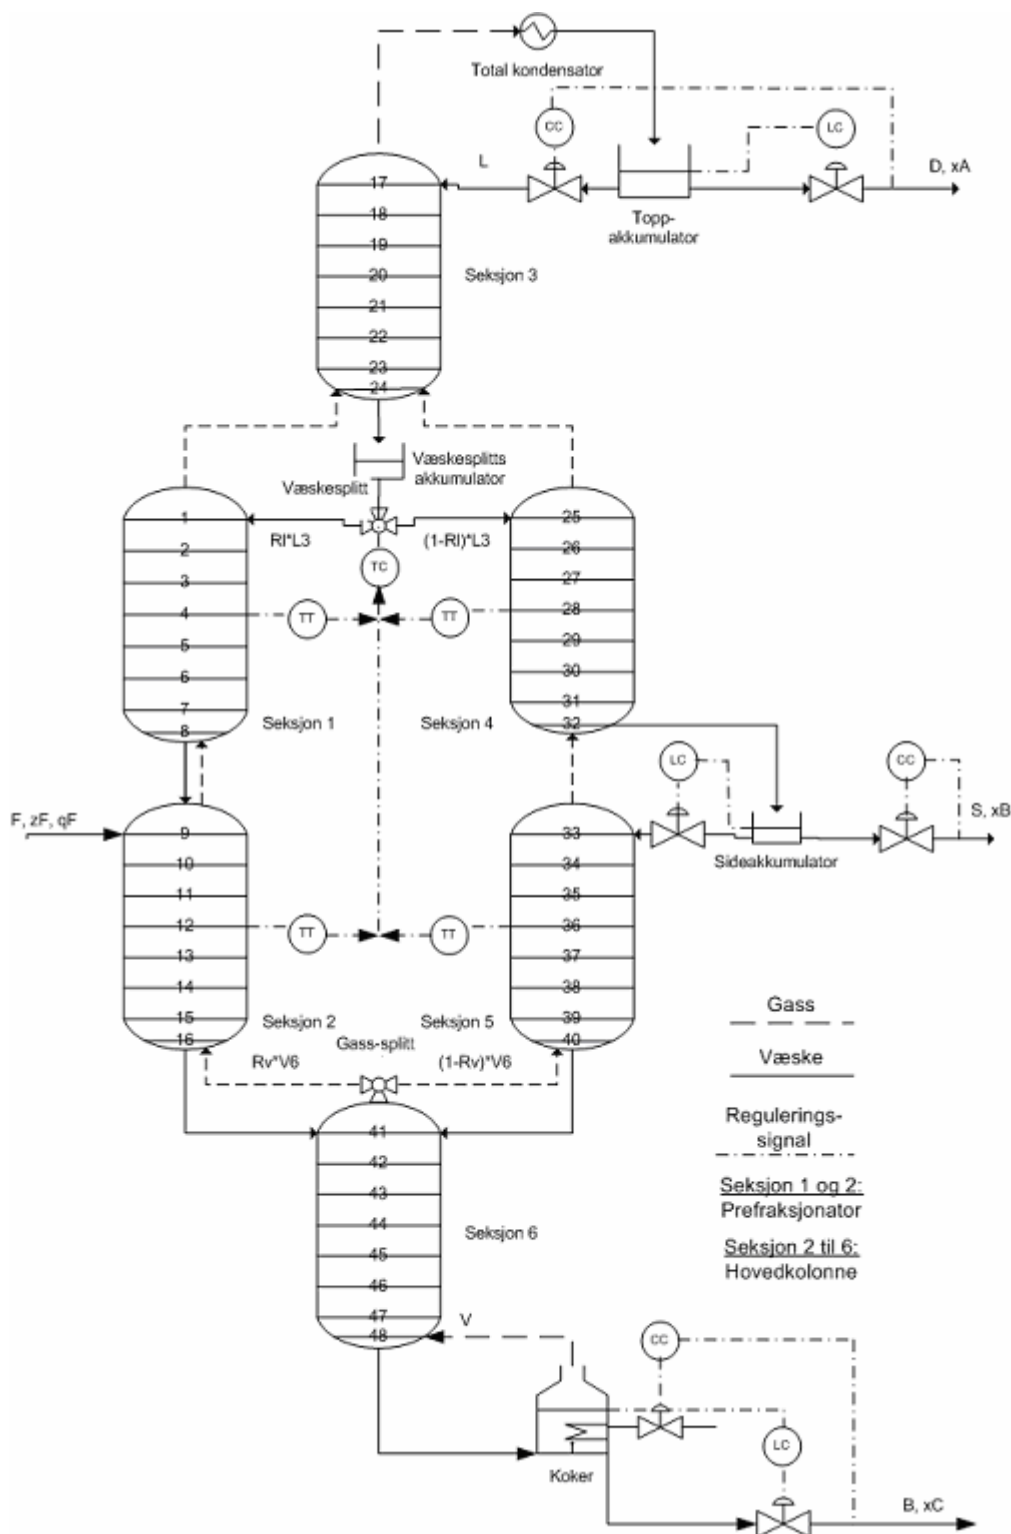 Total kondensator
CC
LC
L
D, xA
Topp-
akkumulator
17
18
19
20
21
22
23
24
Seksjon 3
Væskesplitts
akkumulator
Væskesplitt
1
2
3
4
5
6
7
8
Rl*L3
(1-Rl)*L3
TC
TT
TT
25
26
27
28
29
30
31
32
Seksjon 1
Seksjon 4
LC
CC
F, zF, qF
S, xB
Sideakkumulator
9
10
11
12
13
14
15
16
TT
TT
33
34
35
36
37
38
39
40
Seksjon 2
Seksjon 5
Gass-splitt
Rv*V6
(1-Rv)*V6
Gass
Væske
Regulerings-
signal
Seksjon 1 og 2:
Prefraksjonator
Seksjon 2 til 6:
Hovedkolonne
41
42
43
44
45
46
47
48
Seksjon 6
V
CC
LC
Koker
B, xC